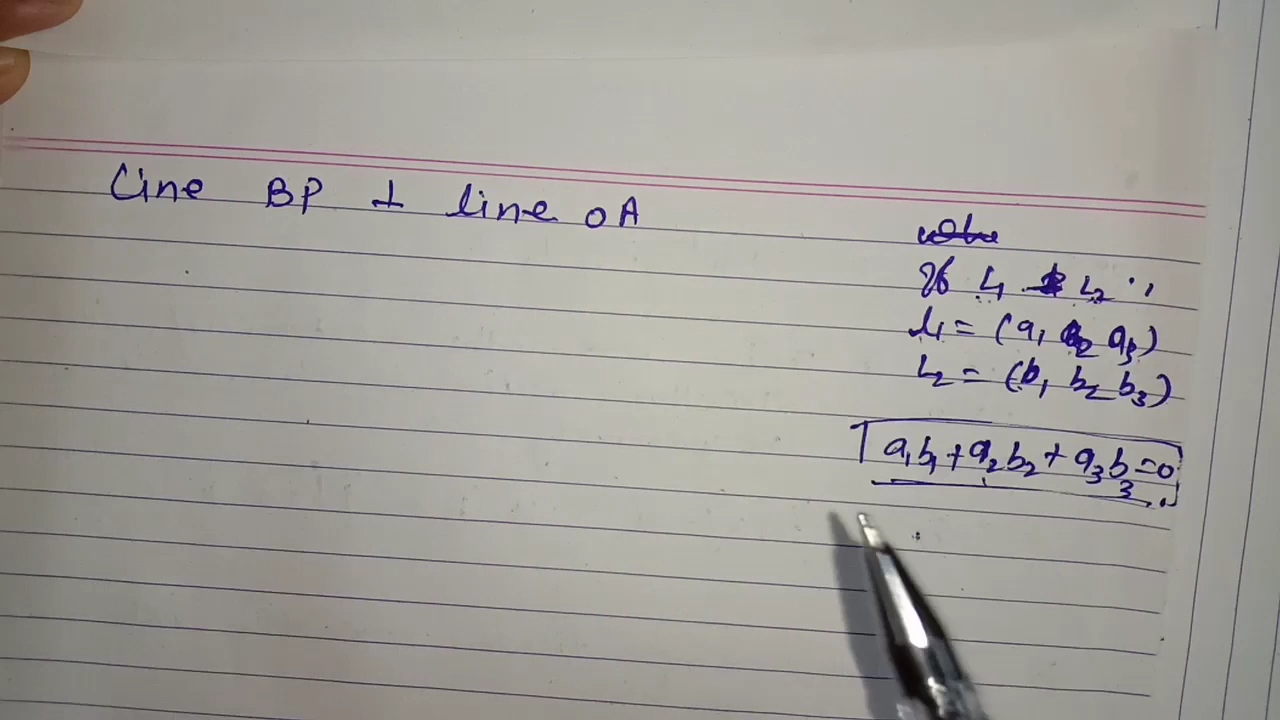 Line BP ⊥ line OA
If L₁ L₂
L₁ = (a₁ a₂ a₃)
L₂ = (b₁ b₂ b₃)
a₁b₁+a₂b₂+a₃b₃=0